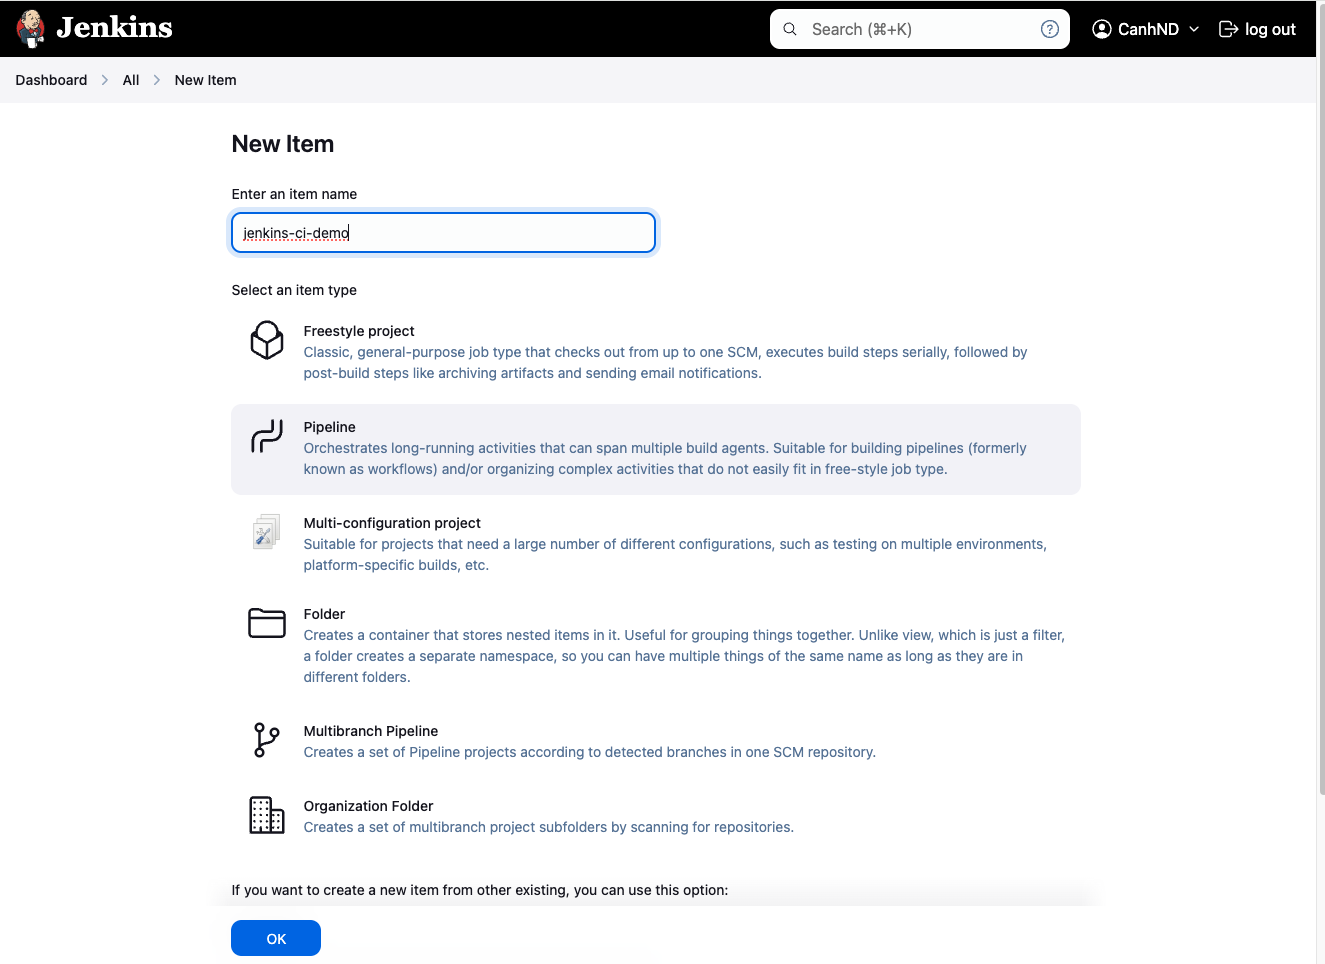 Jenkins
Search (⌘+K)
CanhND
log out
Dashboard
All
New Item
New Item
Enter an item name
jenkins-ci-demo
Select an item type
Freestyle project
Classic, general-purpose job type that checks out from up to one SCM, executes build steps serially, followed by
post-build steps like archiving artifacts and sending email notifications.
Pipeline
Orchestrates long-running activities that can span multiple build agents. Suitable for building pipelines (formerly
known as workflows) and/or organizing complex activities that do not easily fit in free-style job type.
Multi-configuration project
Suitable for projects that need a large number of different configurations, such as testing on multiple environments,
platform-specific builds, etc.
Folder
Creates a container that stores nested items in it. Useful for grouping things together. Unlike view, which is just a filter,
a folder creates a separate namespace, so you can have multiple things of the same name as long as they are in
different folders.
Multibranch Pipeline
Creates a set of Pipeline projects according to detected branches in one SCM repository.
Organization Folder
Creates a set of multibranch project subfolders by scanning for repositories.
If you want to create a new item from other existing, you can use this option:
OK